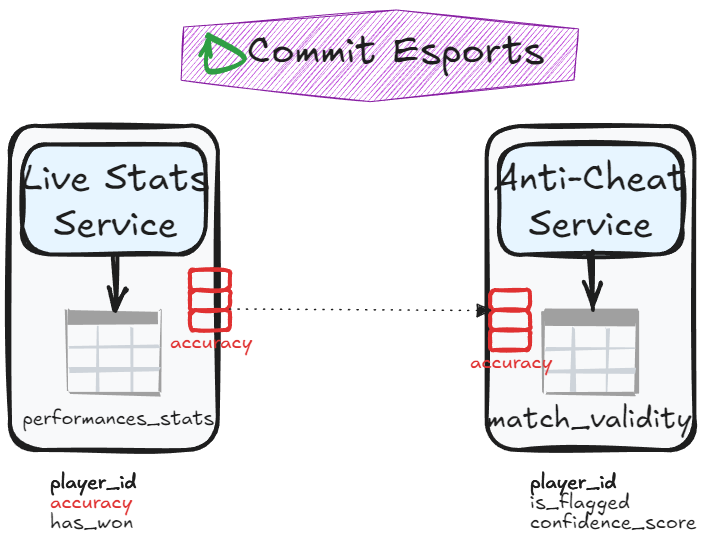 Commit Esports
Live Stats
Service
Anti-Cheat
Service
accuracy
accuracy
performances_stats
match_validity
player_id
accuracy
has_won
player_id
is_flagged
confidence_score